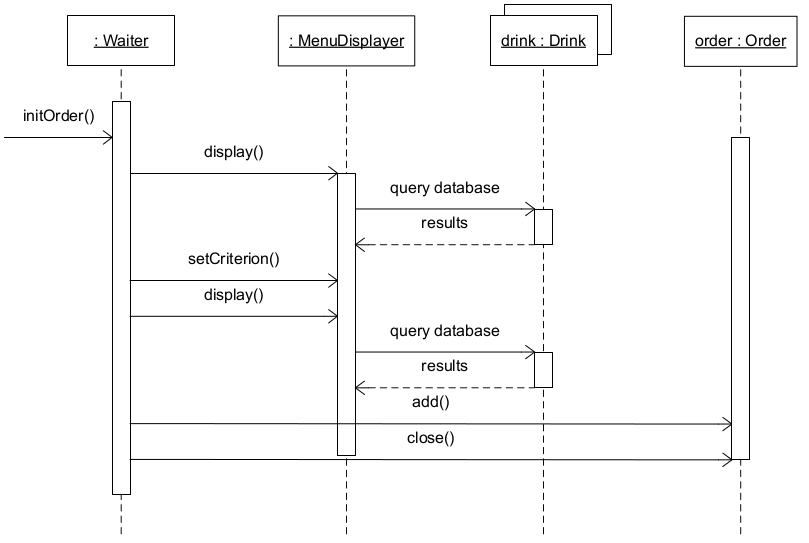 : Waiter
: MenuDisplayer
drink : Drink
order : Order
initOrder()
display()
query database
results
setCriterion()
display()
query database
results
add()
close()